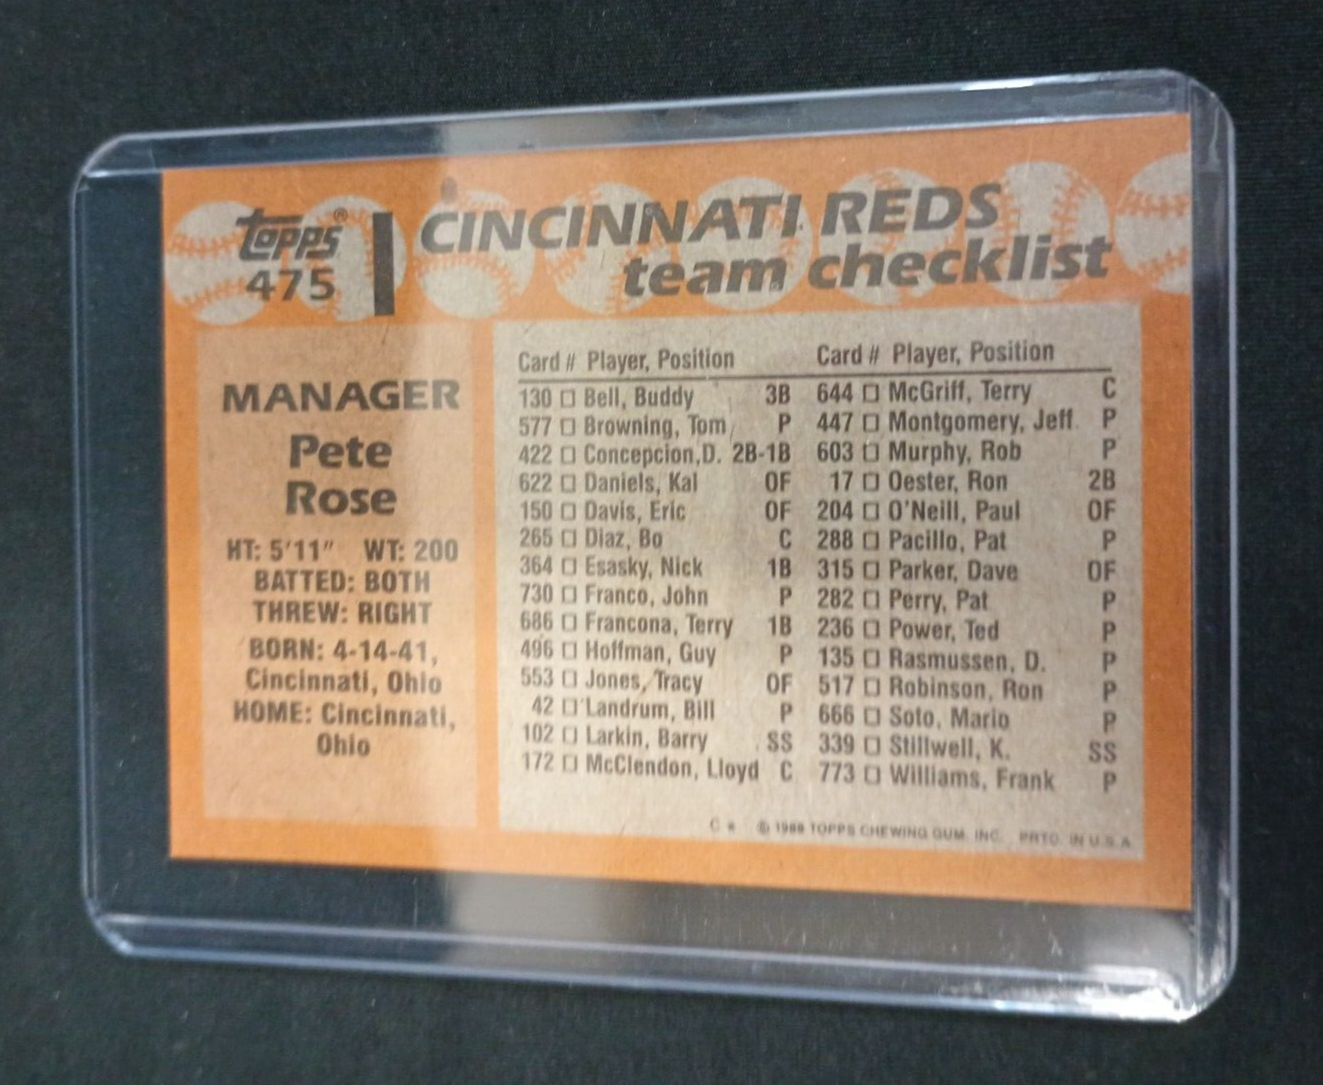 Topps®
475
CINCINNATI REDS
team checklist
MANAGER
Pete
Rose
HT: 5'11" WT: 200
BATTED: BOTH
THREW: RIGHT
BORN: 4-14-41,
Cincinnati, Ohio
HOME: Cincinnati,
Ohio
Card # Player, Position
130 □ Bell, Buddy 3B
577 □ Browning, Tom P
422 □ Concepcion,D. 2B-1B
622 □ Daniels, Kal OF
150 □ Davis, Eric OF
265 □ Diaz, Bo C
364 □ Esasky, Nick 1B
730 □ Franco, John P
686 □ Francona, Terry 1B
496 □ Hoffman, Guy P
553 □ Jones, Tracy OF
42 □ Landrum, Bill P
102 □ Larkin, Barry SS
172 □ McClendon, Lloyd C
Card # Player, Position
644 □ McGriff, Terry C
447 □ Montgomery, Jeff P
603 □ Murphy, Rob P
17 □ Oester, Ron 2B
204 □ O'Neill, Paul OF
288 □ Pacillo, Pat P
315 □ Parker, Dave OF
282 □ Perry, Pat P
236 □ Power, Ted P
135 □ Rasmussen, D. P
517 □ Robinson, Ron P
666 □ Soto, Mario P
339 □ Stillwell, K. SS
773 □ Williams, Frank P
C * © 1988 TOPPS CHEWING GUM, INC. PRTD. IN U.S.A.